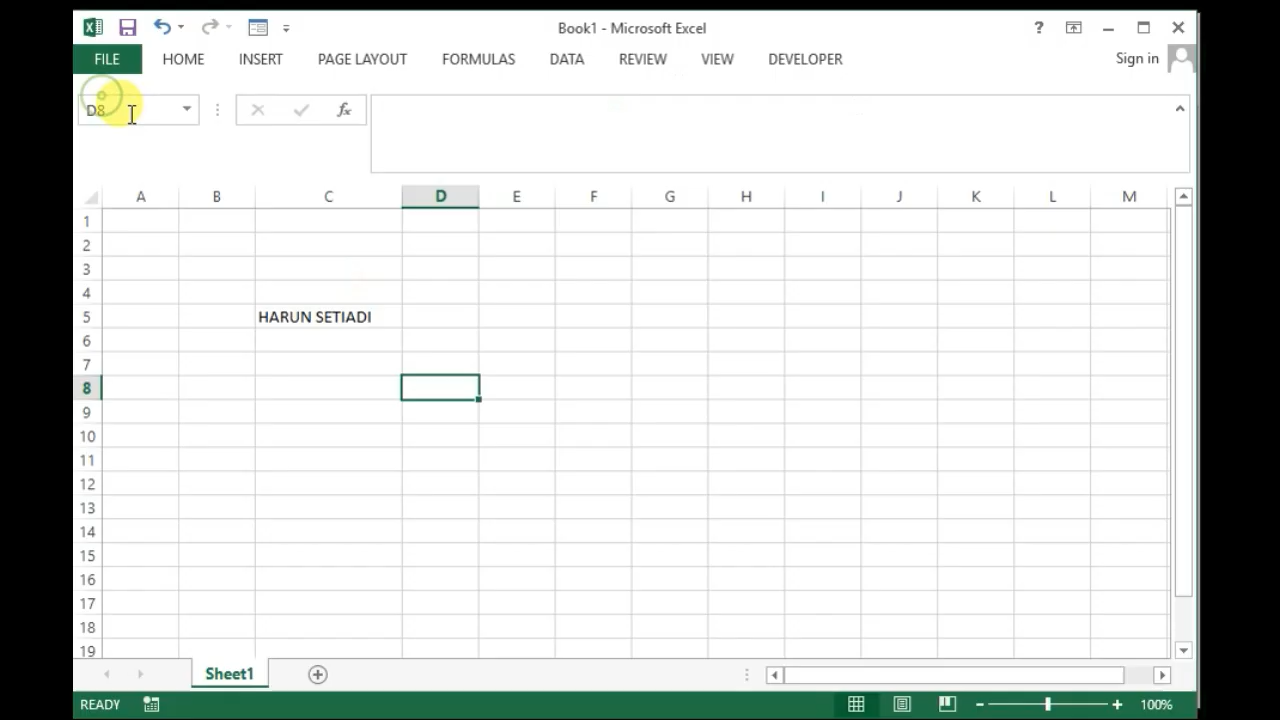 Book1 - Microsoft Excel
?
FILE HOME INSERT PAGE LAYOUT FORMULAS DATA REVIEW VIEW DEVELOPER Sign in
D8 fx
A B C D E F G H I J K L M
1
2
3
4
5 HARUN SETIADI
6
7
8
9
10
11
12
13
14
15
16
17
18
19
Sheet1
READY 100%